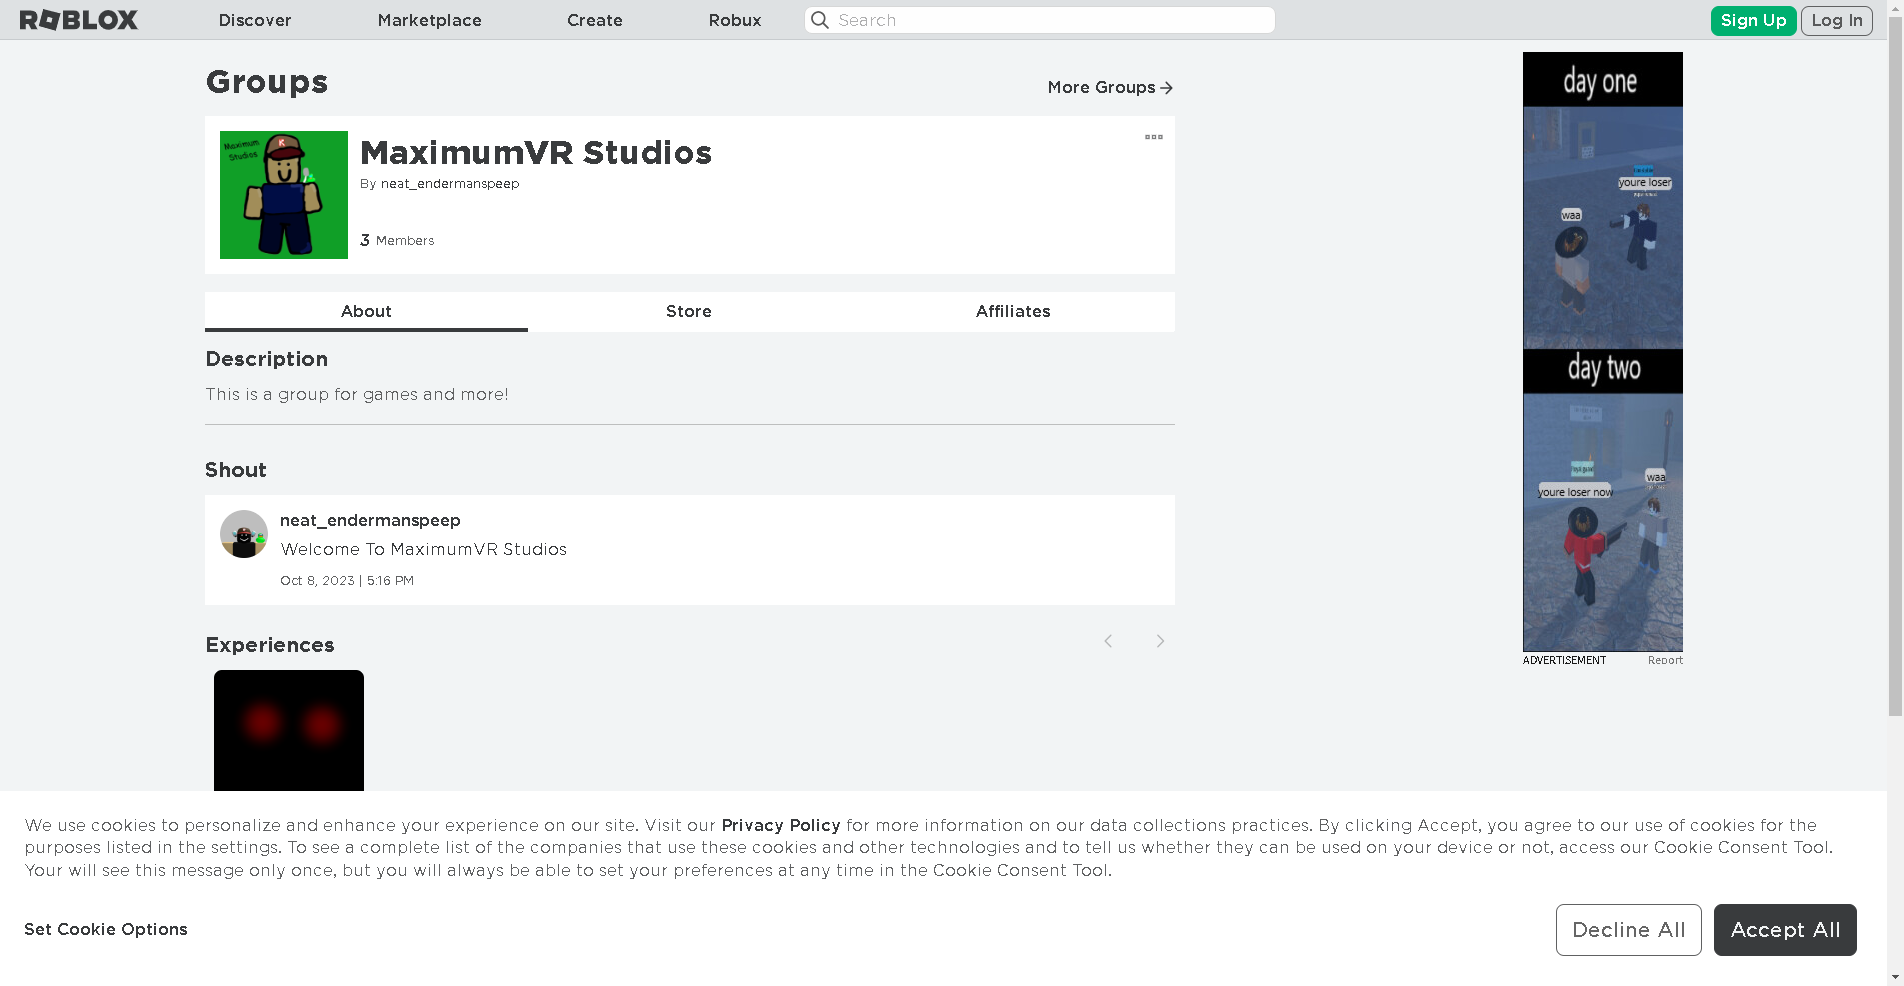 ROBLOX
Discover
Marketplace
Create
Robux
Search
Sign Up
Log In
Groups
More Groups
Maximum
Studios
K
MaximumVR Studios
By neat_endermanspeep
3 Members
About
Store
Affiliates
Description
This is a group for games and more!
Shout
neat_endermanspeep
Welcome To MaximumVR Studios
Oct 8, 2023 | 5:16 PM
Experiences
day one
youre loser
waa
day two
waa
youre loser now
ADVERTISEMENT
Report
We use cookies to personalize and enhance your experience on our site. Visit our Privacy Policy for more information on our data collections practices. By clicking Accept, you agree to our use of cookies for the
purposes listed in the settings. To see a complete list of the companies that use these cookies and other technologies and to tell us whether they can be used on your device or not, access our Cookie Consent Tool.
Your will see this message only once, but you will always be able to set your preferences at any time in the Cookie Consent Tool.
Set Cookie Options
Decline All
Accept All